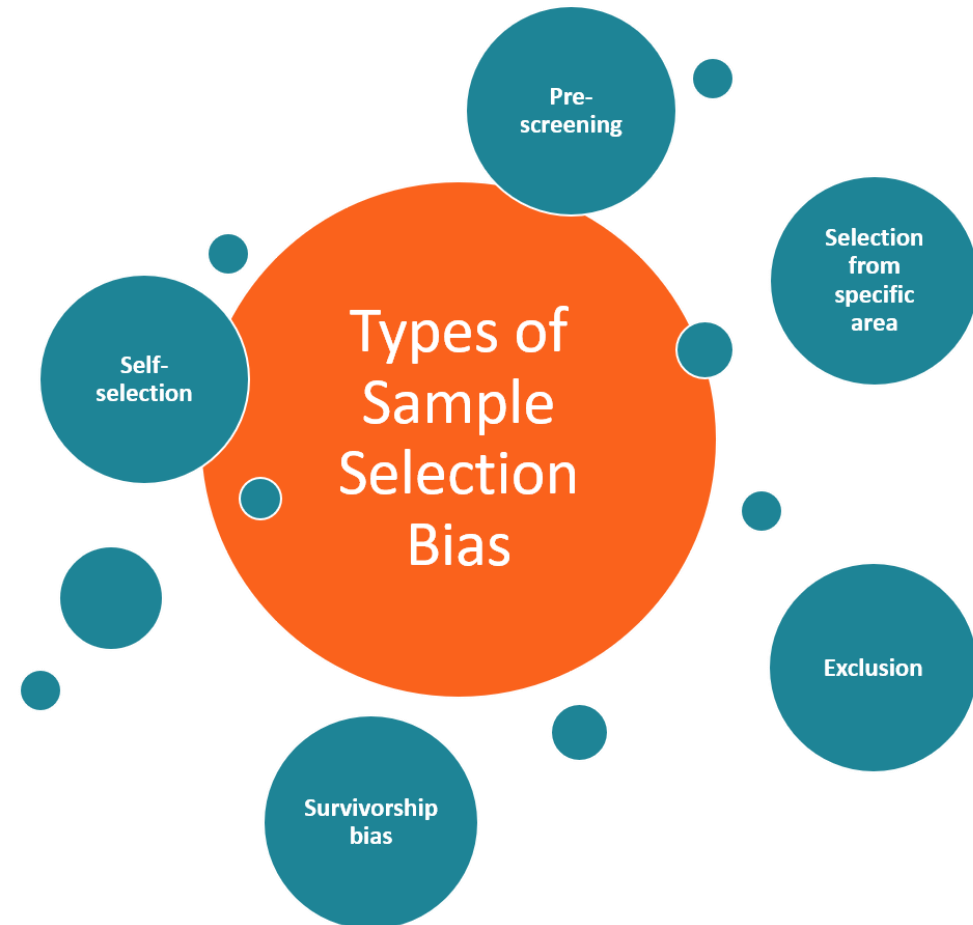 Pre-
screening
Selection
from
specific
area
Types of
Sample
Selection
Bias
Self-
selection
Exclusion
Survivorship
bias